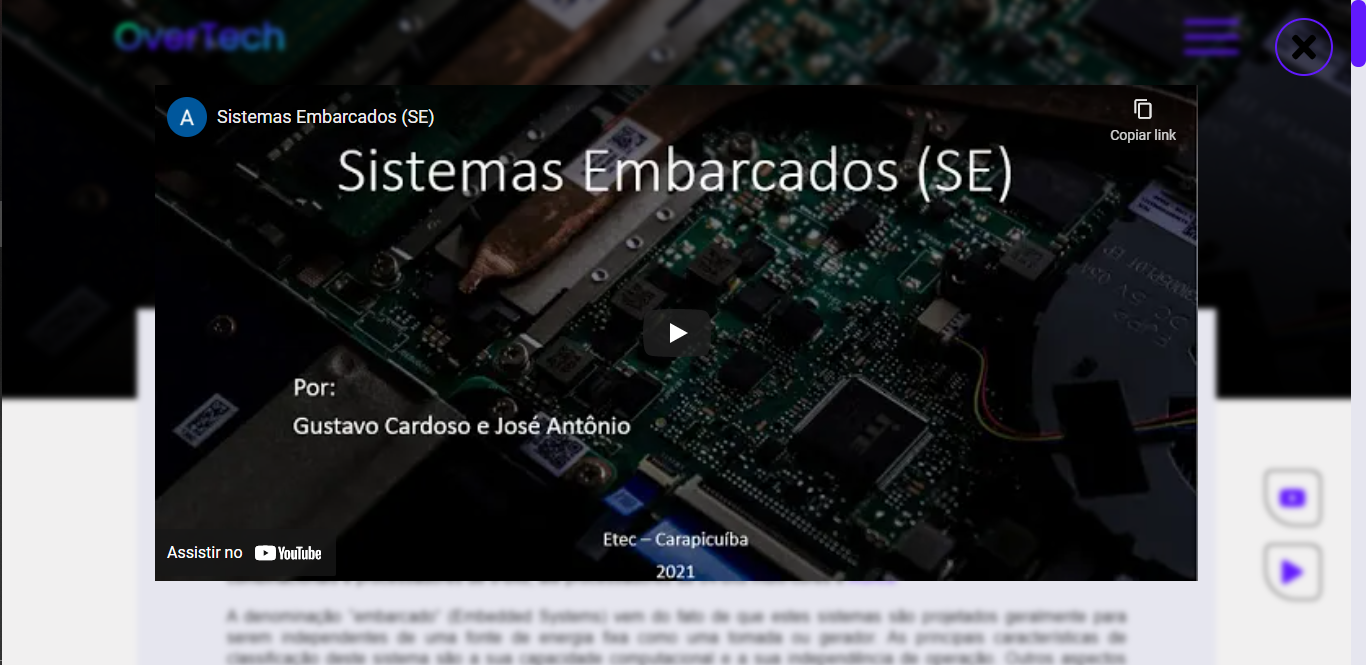 OverTech
A
Sistemas Embarcados (SE)
Copiar link
Sistemas Embarcados (SE)
Por:
Gustavo Cardoso e José Antônio
Etec – Carapicuíba
2021
Assistir no YouTube
A denominação "embarcado" (Embedded Systems) vem do fato de que estes sistemas são projetados geralmente para
serem independentes de uma fonte de energia fixa como uma tomada ou gerador. As principais características de
classificação deste sistema são a sua capacidade computacional e a sua independência de operação. Outros aspectos